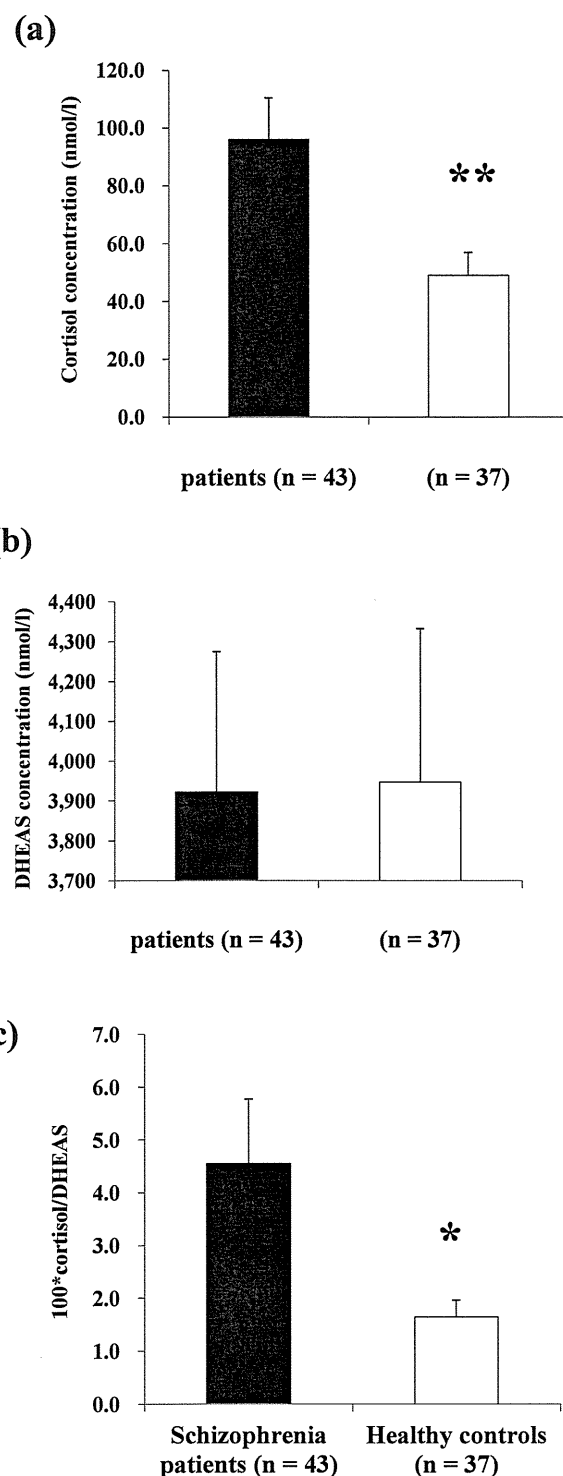 (a)
Cortisol concentration (nmol/l)
120.0
100.0
80.0
60.0
40.0
20.0
0.0
**
patients (n = 43)
(n = 37)
b)
DHEAS concentration (nmol/l)
4,400
4,300
4,200
4,100
4,000
3,900
3,800
3,700
patients (n = 43)
(n = 37)
c)
100*cortisol/DHEAS
7.0
6.0
5.0
4.0
3.0
2.0
1.0
0.0
*
Schizophrenia
patients (n = 43)
Healthy controls
(n = 37)